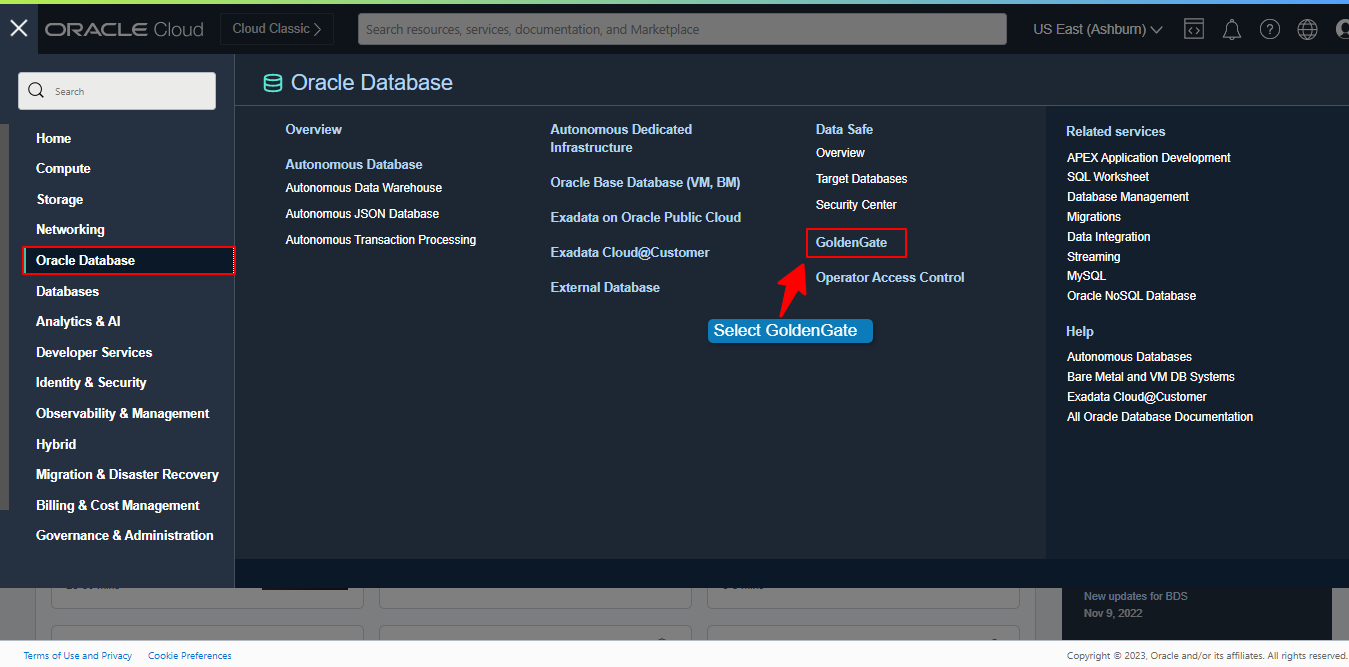 ORACLE Cloud
Cloud Classic
Search resources, services, documentation, and Marketplace
US East (Ashburn)
Search
Home
Compute
Storage
Networking
Oracle Database
Databases
Analytics & AI
Developer Services
Identity & Security
Observability & Management
Hybrid
Migration & Disaster Recovery
Billing & Cost Management
Governance & Administration
Oracle Database
Overview
Autonomous Database
Autonomous Data Warehouse
Autonomous JSON Database
Autonomous Transaction Processing
Autonomous Dedicated
Infrastructure
Oracle Base Database (VM, BM)
Exadata on Oracle Public Cloud
Exadata Cloud@Customer
External Database
Data Safe
Overview
Target Databases
Security Center
GoldenGate
Operator Access Control
Select GoldenGate
Related services
APEX Application Development
SQL Worksheet
Database Management
Migrations
Data Integration
Streaming
MySQL
Oracle NoSQL Database
Help
Autonomous Databases
Bare Metal and VM DB Systems
Exadata Cloud@Customer
All Oracle Database Documentation
New updates for BDS
Nov 9, 2022
Terms of Use and Privacy
Cookie Preferences
Copyright © 2023, Oracle and/or its affiliates. All rights reserved.